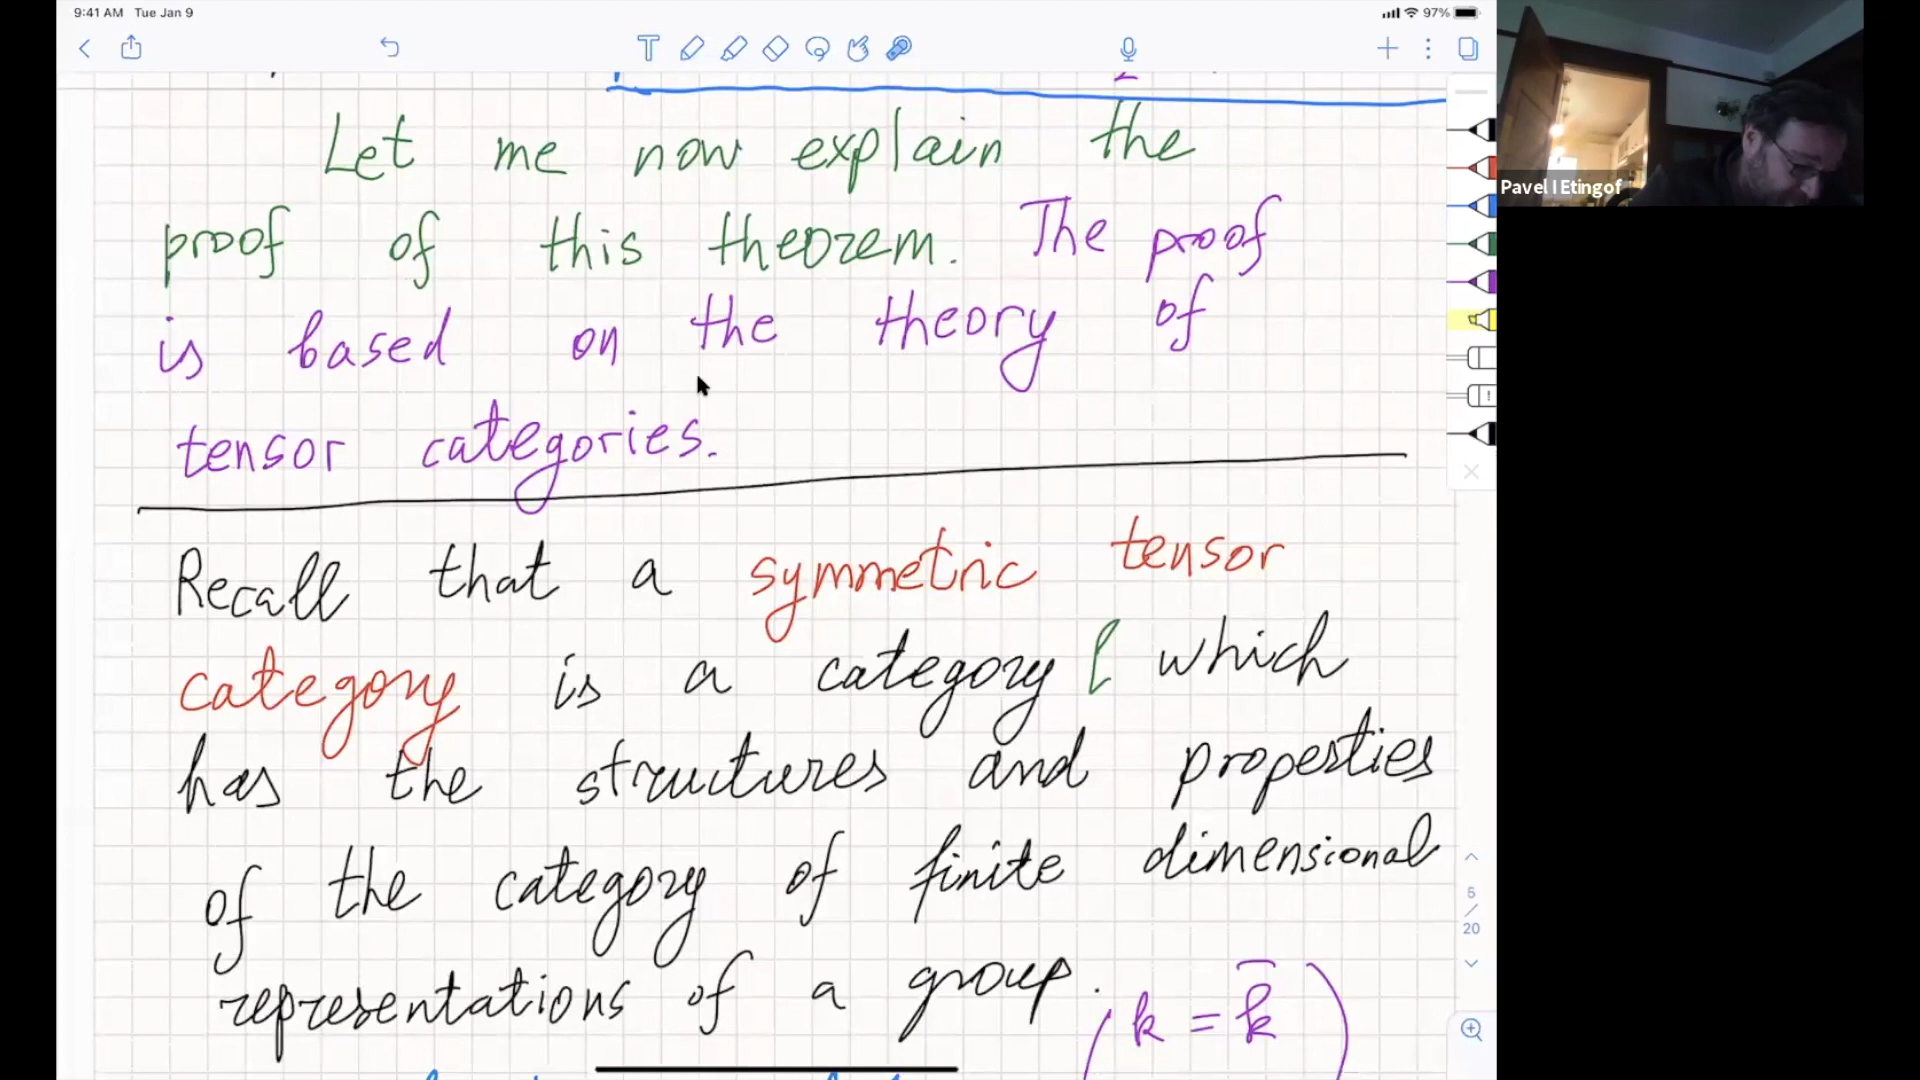 9:41 AM Tue Jan 9
97%
Let me now explain the
proof of this theorem. The proof
is based on the theory of
tensor categories.
Recall that a symmetric tensor
category is a category C which
has the structures and properties
of the category of finite dimensional
representations of a group.
(k = k̅)
5
/
20
Pavel I Etingof